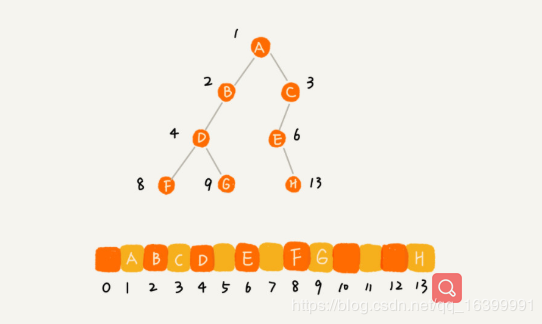 1 A
2 B C 3
4 D E 6
8 F 9 G H 13
A B C D E F G H
0 1 2 3 4 5 6 7 8 9 10 11 12 13
https://blog.csdn.net/qq_16399991